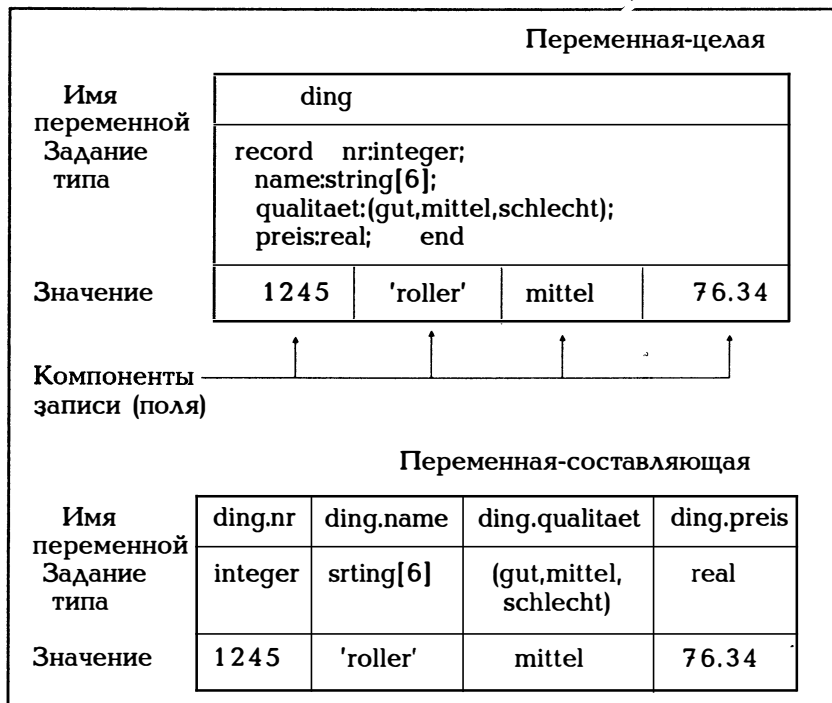 Переменная-целая
Имя
переменной
ding
Задание
типа
record nr:integer;
name:string[6];
qualitaet:(gut,mittel,schlecht);
preis:real; end
Значение
1245 'roller' mittel 76.34
Компоненты
записи (поля)
Переменная-составляющая
Имя
переменной
ding.nr ding.name ding.qualitaet ding.preis
Задание
типа
integer srting[6] (gut,mittel, real
schlecht)
Значение 1245 'roller' mittel 76.34